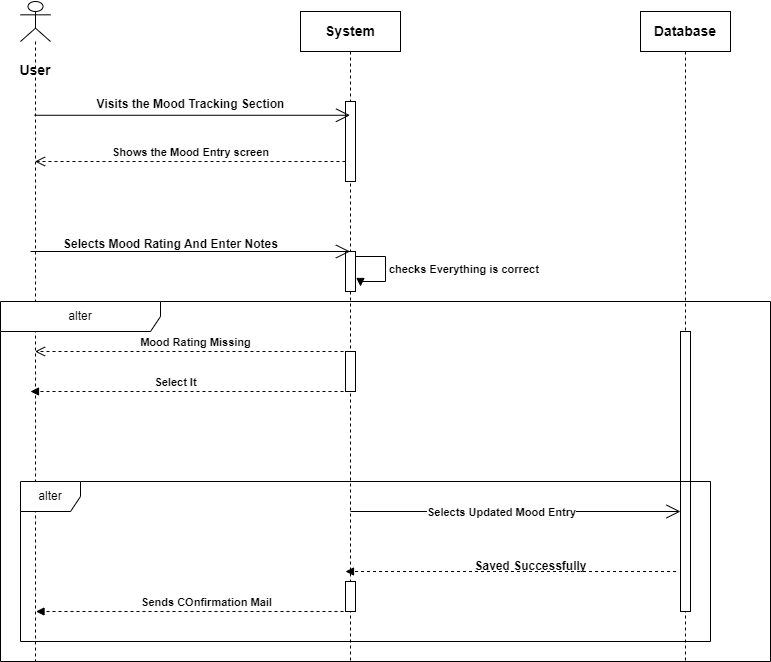 System
Database
User
Visits the Mood Tracking Section
Shows the Mood Entry screen
Selects Mood Rating And Enter Notes
checks Everything is correct
alter
Mood Rating Missing
Select It
alter
Selects Updated Mood Entry
Saved Successfully
Sends COnfirmation Mail